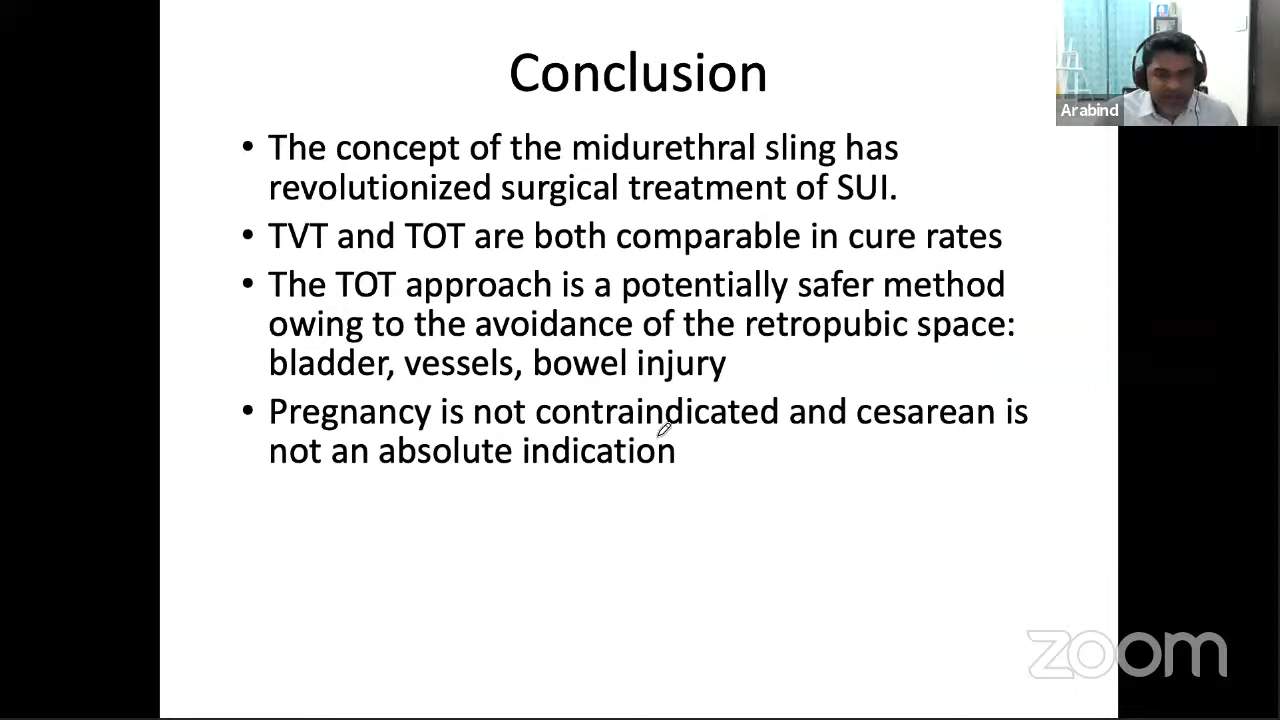 Conclusion
• The concept of the midurethral sling has
revolutionized surgical treatment of SUI.
• TVT and TOT are both comparable in cure rates
• The TOT approach is a potentially safer method
owing to the avoidance of the retropubic space:
bladder, vessels, bowel injury
• Pregnancy is not contraindicated and cesarean is
not an absolute indication
Arabind
zoom